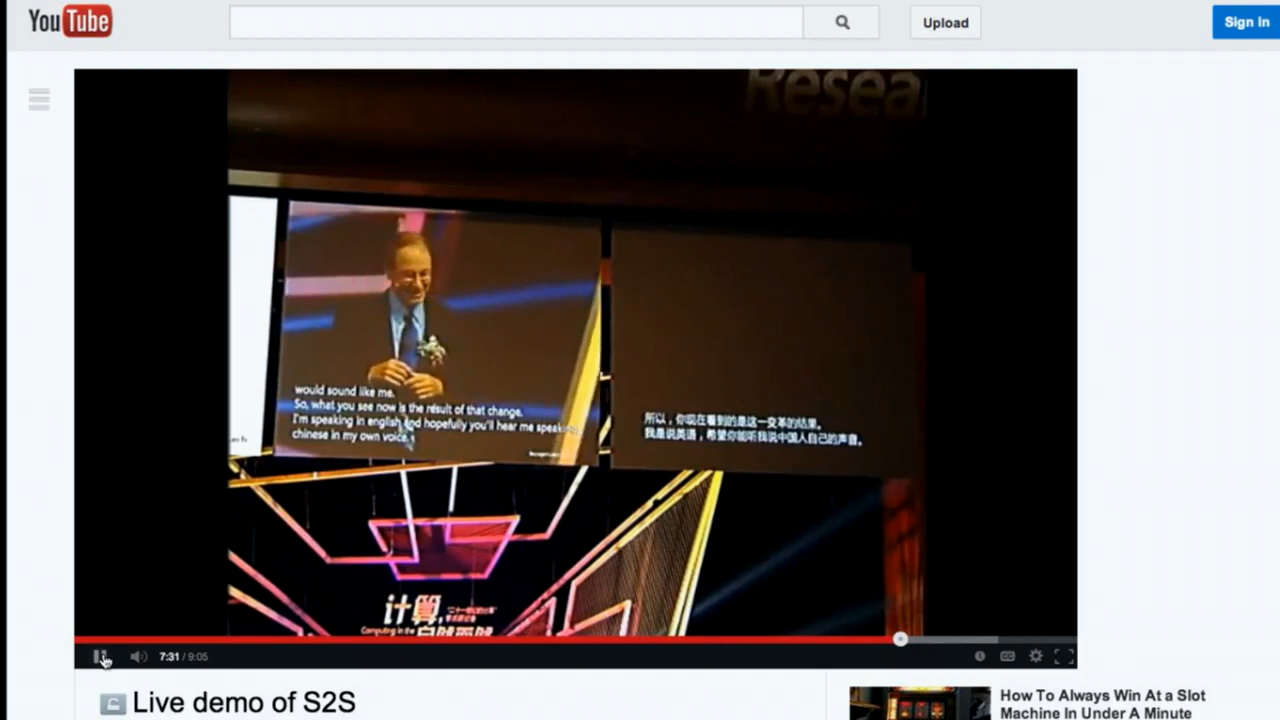 YouTube
Upload
Sign In
Resea
would sound like me.
So, what you see now is the result of that change.
I'm speaking in english and hopefully you'll hear me speaking
chinese in my own voice.
所以，你现在看到的是这一变革的结果。
我是说英语，希望你能听我说中国人自己的声音。
计算,
Computing in the
7:31 / 9:05
Live demo of S2S
How To Always Win At a Slot
Machine In Under A Minute